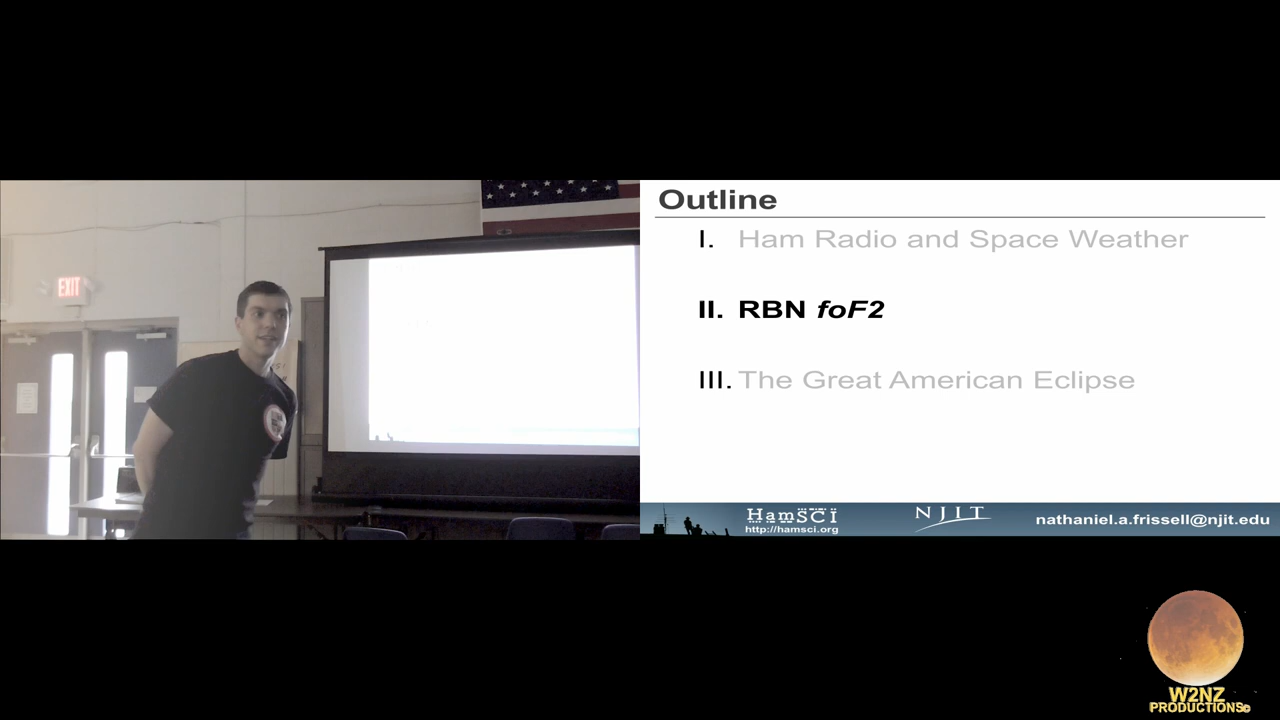 EXIT
Outline
I. Ham Radio and Space Weather
II. RBN foF2
III. The Great American Eclipse
HamSCI
http://hamsci.org
NJIT
nathaniel.a.frissell@njit.edu
W2NZ
PRODUCTIONS©